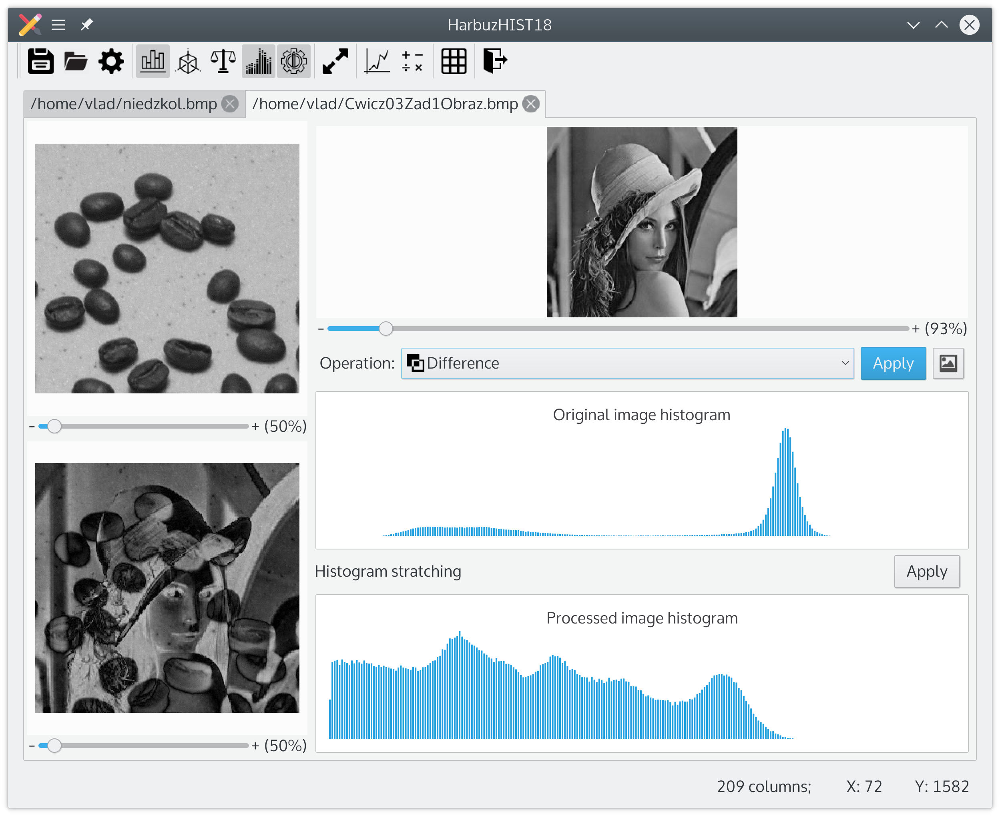 HarbuzHIST18
/home/vlad/niedzkol.bmp
/home/vlad/Cwicz03Zad1Obraz.bmp
- + (93%)
Operation: Difference Apply
Original image histogram
- + (50%)
Histogram stratching Apply
Processed image histogram
- + (50%)
209 columns; X: 72 Y: 1582